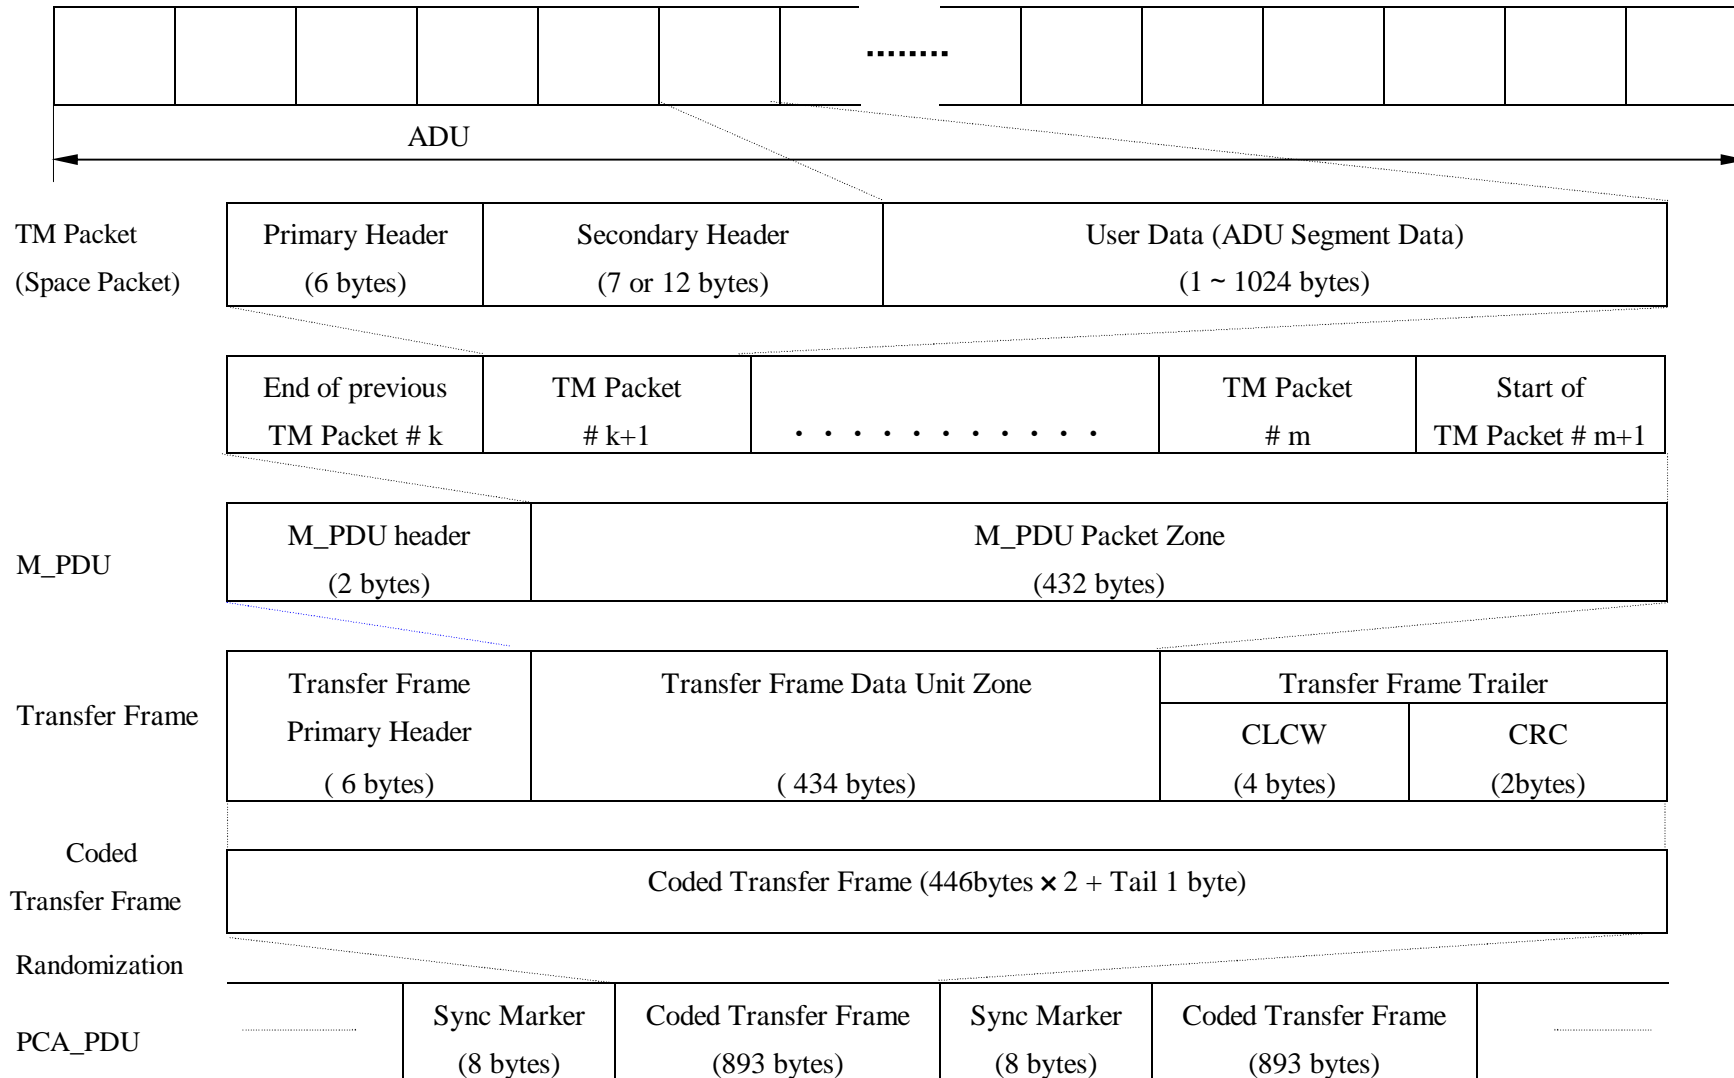 ADU
TM Packet
(Space Packet)
Primary Header
(6 bytes)
Secondary Header
(7 or 12 bytes)
User Data (ADU Segment Data)
(1 ~ 1024 bytes)
End of previous
TM Packet # k
TM Packet
# k+1
TM Packet
# m
Start of
TM Packet # m+1
M_PDU
M_PDU header
(2 bytes)
M_PDU Packet Zone
(432 bytes)
Transfer Frame
Transfer Frame
Primary Header
( 6 bytes)
Transfer Frame Data Unit Zone
( 434 bytes)
Transfer Frame Trailer
CLCW
(4 bytes)
CRC
(2bytes)
Coded
Transfer Frame
Coded Transfer Frame (446bytes × 2 + Tail 1 byte)
Randomization
PCA_PDU
Sync Marker
(8 bytes)
Coded Transfer Frame
(893 bytes)
Sync Marker
(8 bytes)
Coded Transfer Frame
(893 bytes)